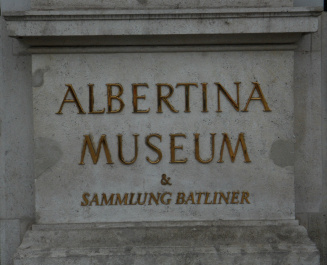 ALBERTINA
MUSEUM
&
SAMMLUNG BATLINER